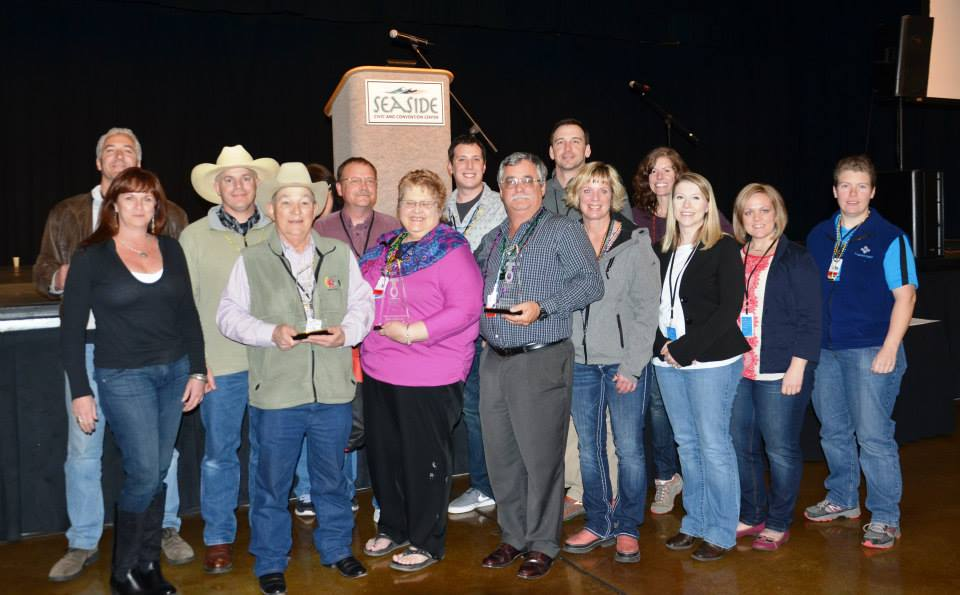 SEASIDE
CIVIC AND CONVENTION CENTER